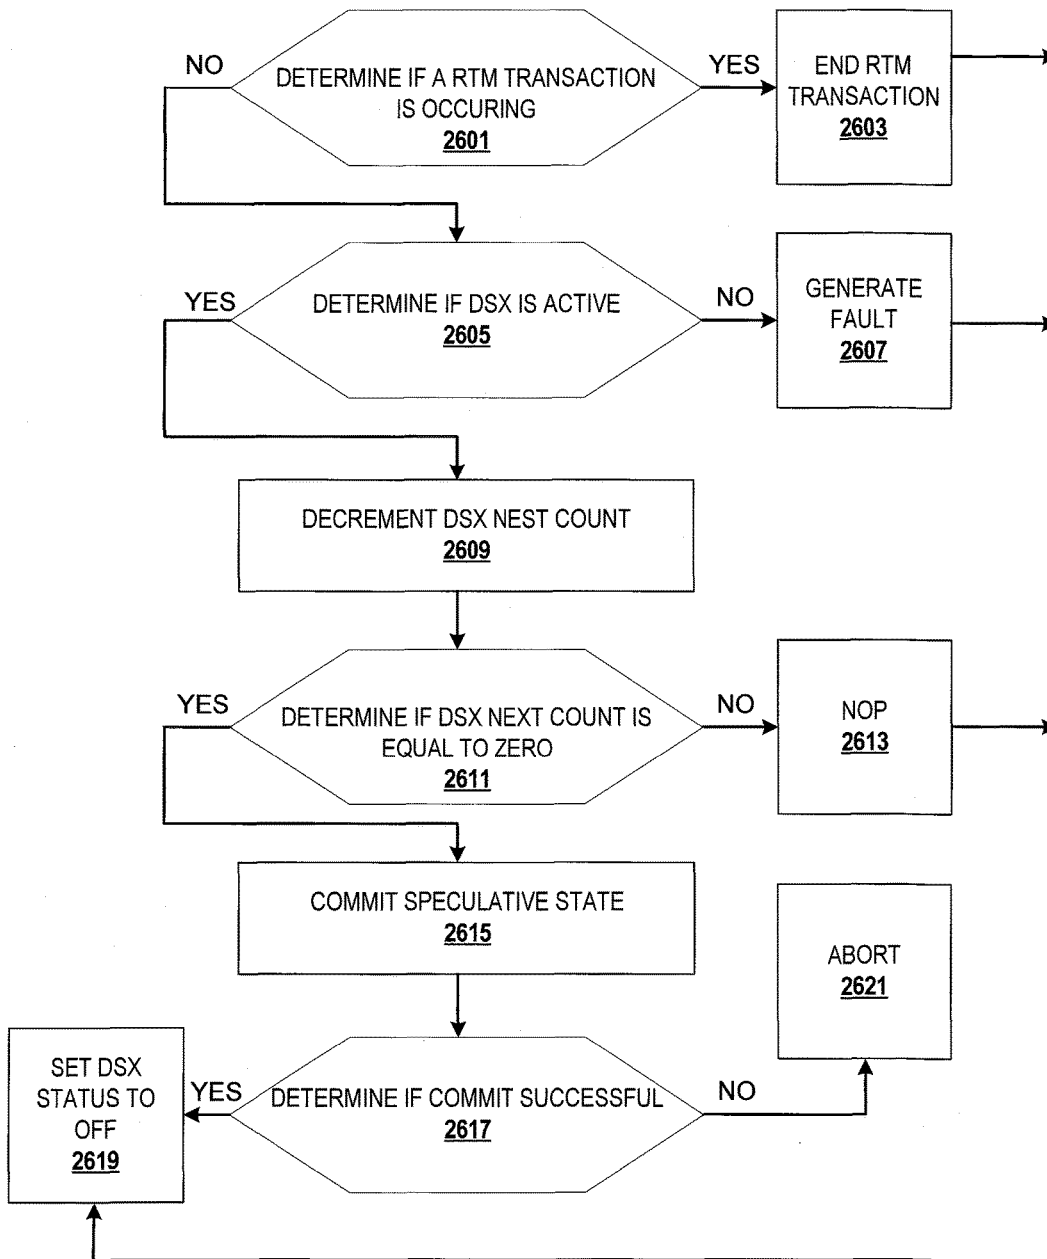 NO
DETERMINE IF A RTM TRANSACTION
IS OCCURING
2601
YES
END RTM
TRANSACTION
2603
YES
DETERMINE IF DSX IS ACTIVE
2605
NO
GENERATE
FAULT
2607
DECREMENT DSX NEST COUNT
2609
YES
DETERMINE IF DSX NEXT COUNT IS
EQUAL TO ZERO
2611
NO
NOP
2613
COMMIT SPECULATIVE STATE
2615
ABORT
2621
SET DSX
STATUS TO
OFF
2619
YES
DETERMINE IF COMMIT SUCCESSFUL
2617
NO